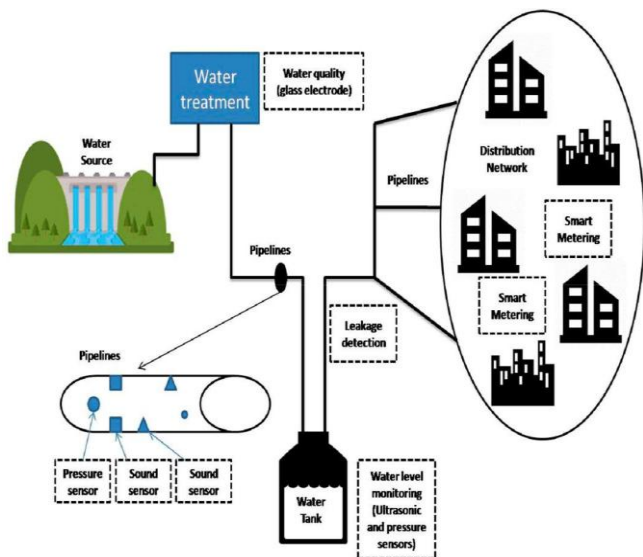 Water
treatment
Water quality
(glass electrode)
Water
Source
Pipelines
Distribution
Network
Smart
Metering
Smart
Metering
Pipelines
Leakage
detection
Pipelines
Pressure
sensor
Sound
sensor
Sound
sensor
Water
Tank
Water level
monitoring
(Ultrasonic
and pressure
sensors)